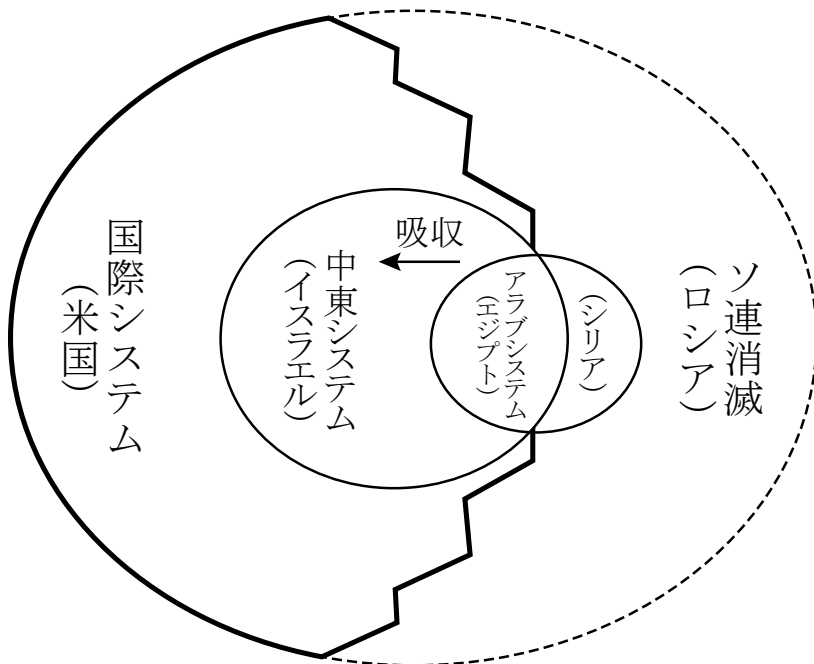 ソ連消滅
（ロシア）
（シリア）
アラブシステム
（エジプト）
吸収
中東システム
（イスラエル）
国際システム
（米国）